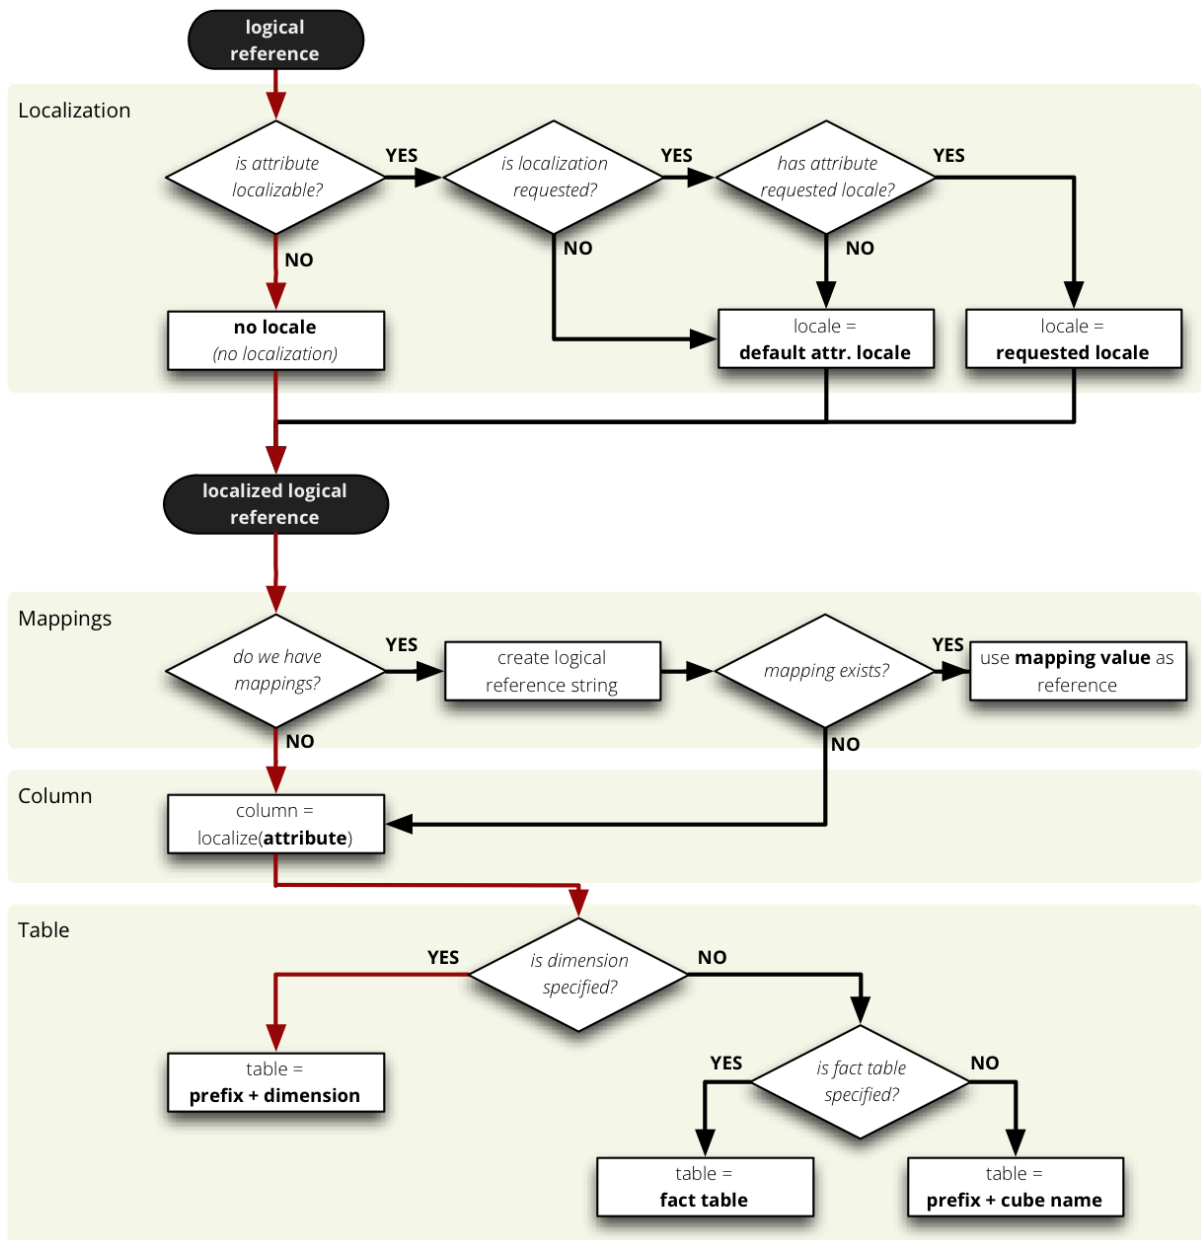 logical
reference
Localization
is attribute
localizable?
YES
is localization
requested?
YES
has attribute
requested locale?
YES
NO
NO
NO
no locale
(no localization)
locale =
default attr. locale
locale =
requested locale
localized logical
reference
Mappings
do we have
mappings?
YES
create logical
reference string
mapping exists?
YES
use mapping value as
reference
NO
NO
Column
column =
localize(attribute)
Table
YES
is dimension
specified?
NO
table =
prefix + dimension
YES
is fact table
specified?
NO
table =
fact table
table =
prefix + cube name